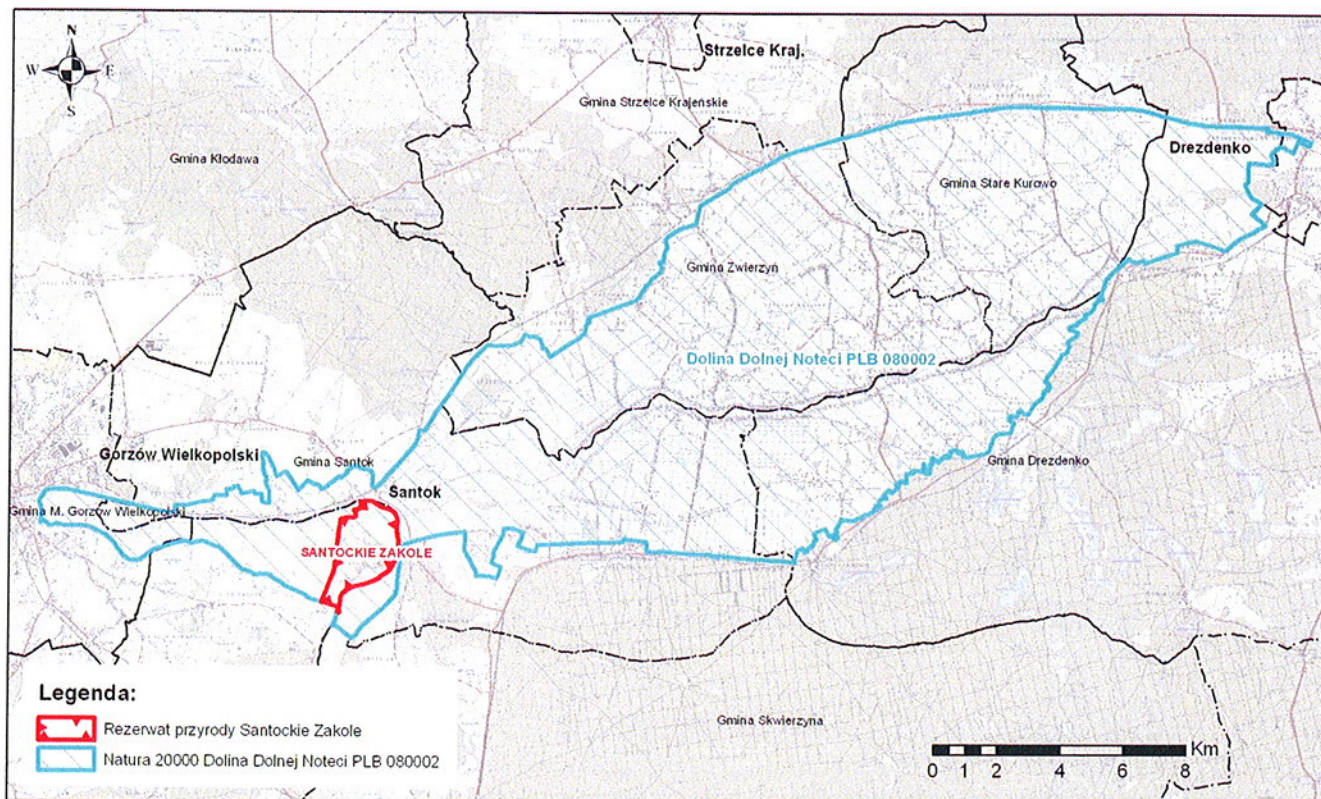 N
W E
S
Strzelce Kraj.
Gmina Strzelce Krajeńskie
Gmina Kłodawa
Drezdenko
Gmina Stare Kurowo
Gmina Zwierzyń
Dolina Dolnej Noteci PLB 080002
Gorzów Wielkopolski
Gmina Santok
Gmina Drezdenko
Santok
Gmina M. Gorzów Wielkopolski
SANTOCKIE ZAKOLE
Legenda:
Rezerwat przyrody Santockie Zakole
Natura 20000 Dolina Dolnej Noteci PLB 080002
Gmina Skwierzyna
Km
0 1 2 4 6 8